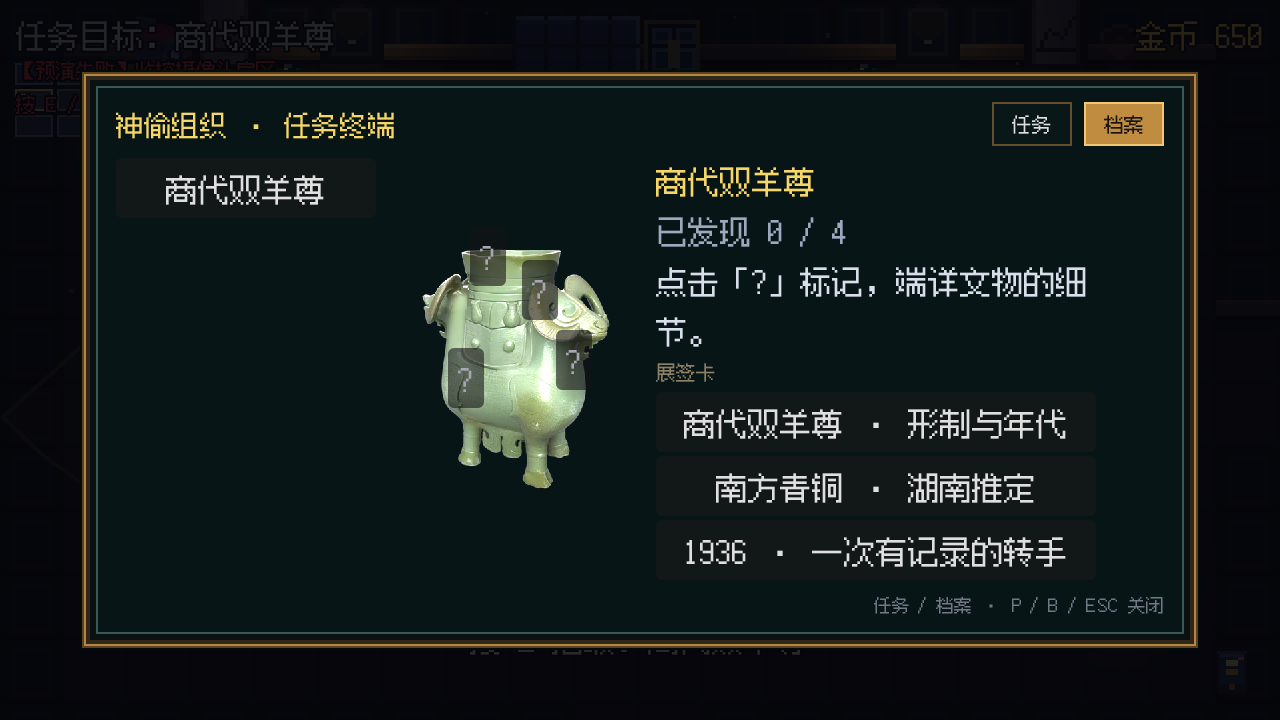 任务目标：商代双羊尊
金币 650
神偷组织 · 任务终端
任务
档案
商代双羊尊
商代双羊尊
已发现 0 / 4
点击「?」标记，端详文物的细
节。
?
?
?
?
展签卡
商代双羊尊 · 形制与年代
南方青铜 · 湖南推定
1936 · 一次有记录的转手
任务 / 档案 · P / B / ESC 关闭